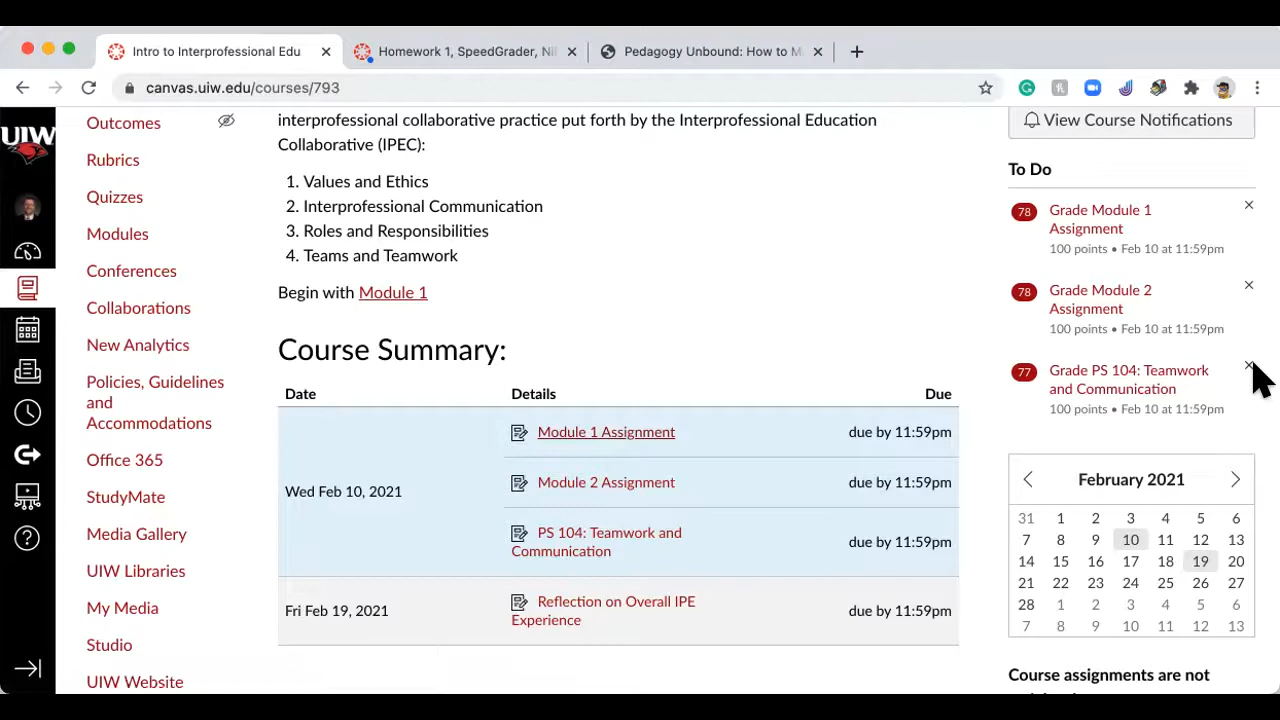 Intro to Interprofessional Edu
Homework 1, SpeedGrader, Ni
Pedagogy Unbound: How to M
canvas.uiw.edu/courses/793
UIW
Outcomes
Rubrics
Quizzes
Modules
Conferences
Collaborations
New Analytics
Policies, Guidelines
and
Accommodations
Office 365
StudyMate
Media Gallery
UIW Libraries
My Media
Studio
UIW Website
interprofessional collaborative practice put forth by the Interprofessional Education
Collaborative (IPEC):
1. Values and Ethics
2. Interprofessional Communication
3. Roles and Responsibilities
4. Teams and Teamwork
Begin with Module 1
Course Summary:
Date Details Due
Wed Feb 10, 2021
Module 1 Assignment due by 11:59pm
Module 2 Assignment due by 11:59pm
PS 104: Teamwork and
Communication due by 11:59pm
Fri Feb 19, 2021
Reflection on Overall IPE
Experience due by 11:59pm
View Course Notifications
To Do
78 Grade Module 1
Assignment
100 points • Feb 10 at 11:59pm
78 Grade Module 2
Assignment
100 points • Feb 10 at 11:59pm
77 Grade PS 104: Teamwork
and Communication
100 points • Feb 10 at 11:59pm
February 2021
31 1 2 3 4 5 6
7 8 9 10 11 12 13
14 15 16 17 18 19 20
21 22 23 24 25 26 27
28 1 2 3 4 5 6
7 8 9 10 11 12 13
Course assignments are not